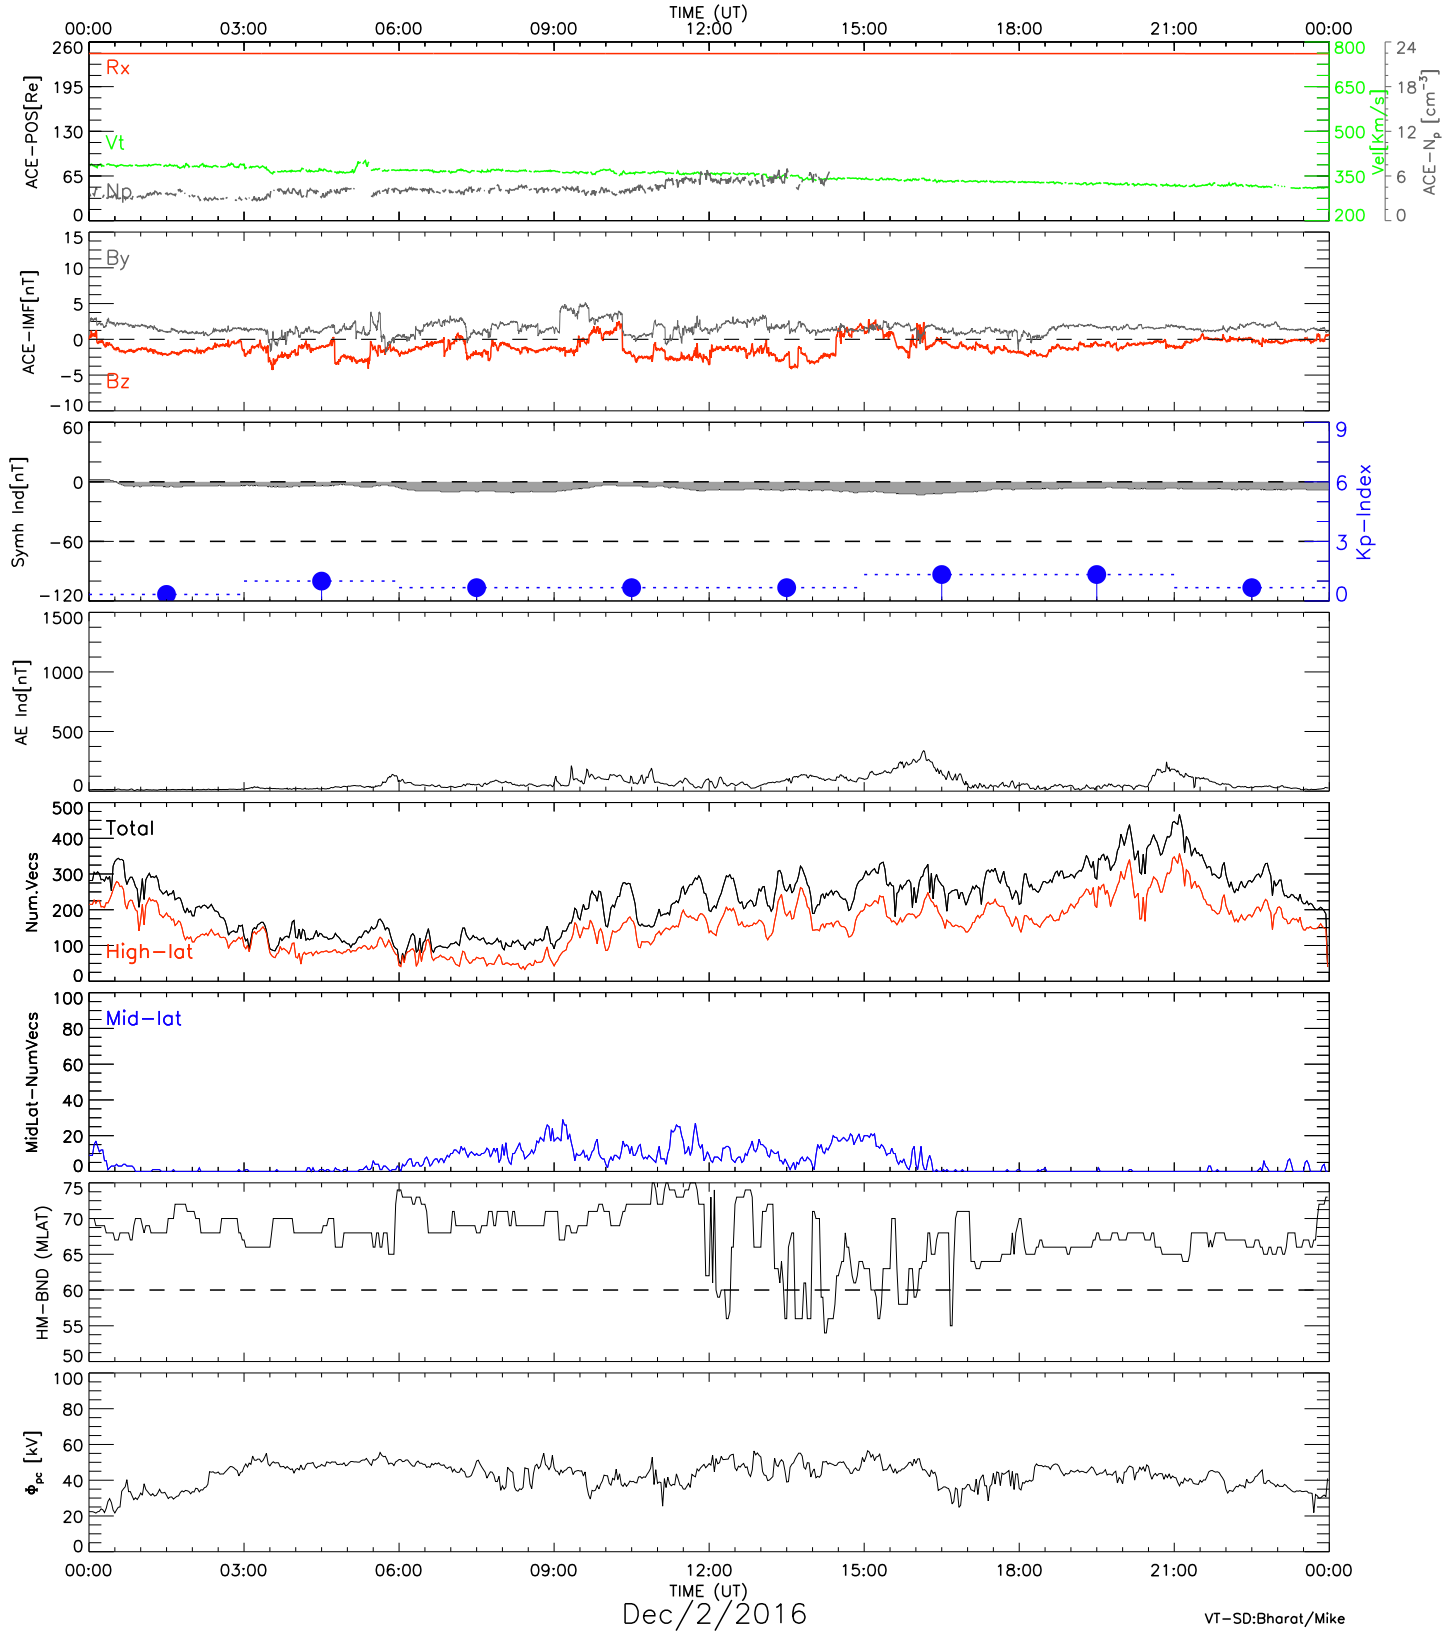 TIME (UT)
00:00 03:00 06:00 09:00 12:00 15:00 18:00 21:00 00:00
ACE-POS[Re]
260
195
130
65
0
Rx
Vt
Np
800
650
500
350
200
Vel[Km/s]
24
18
12
6
0
ACE-Np [cm⁻³]
ACE-IMF[nT]
15
10
5
0
-5
-10
By
Bz
Symh Ind[nT]
60
0
-60
-120
9
6
3
0
Kp-Index
AE Ind[nT]
1500
1000
500
0
Num.Vecs
500
400
300
200
100
0
Total
High-lat
MidLat-NumVecs
100
80
60
40
20
0
Mid-lat
HM-BND (MLAT)
75
70
65
60
55
50
Φpc [kV]
100
80
60
40
20
0
00:00 03:00 06:00 09:00 12:00 15:00 18:00 21:00 00:00
TIME (UT)
Dec/2/2016
VT-SD:Bharat/Mike